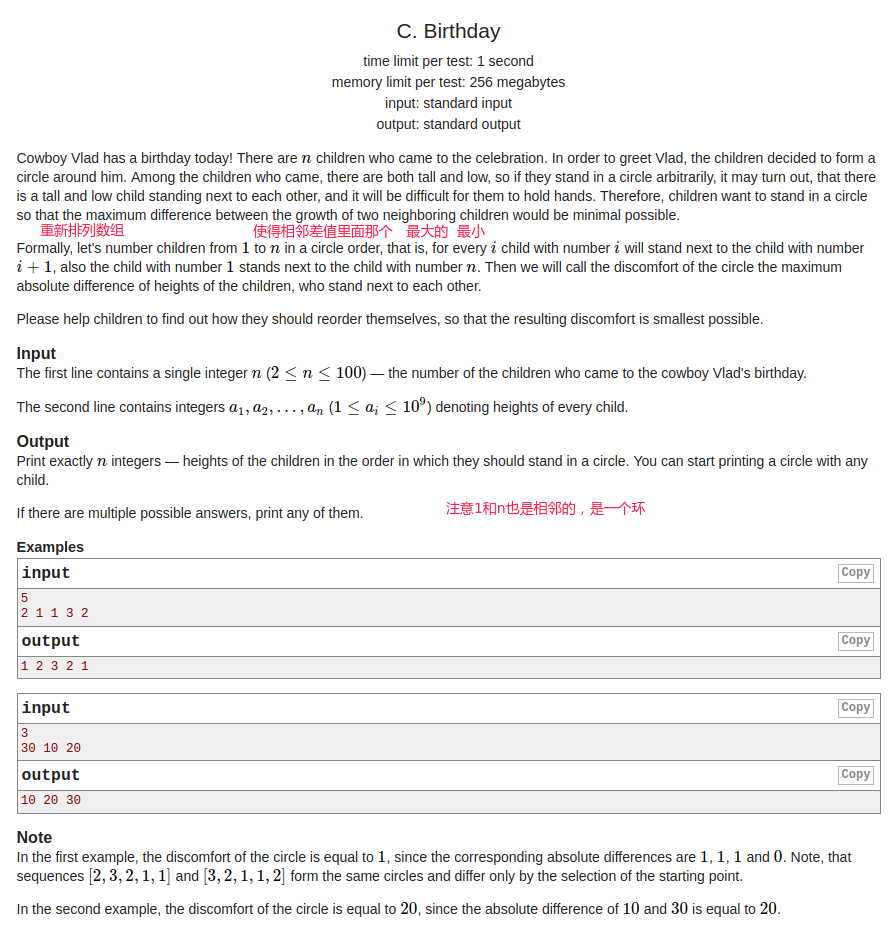 C. Birthday
time limit per test: 1 second
memory limit per test: 256 megabytes
input: standard input
output: standard output
Cowboy Vlad has a birthday today! There are n children who came to the celebration. In order to greet Vlad, the children decided to form a
circle around him. Among the children who came, there are both tall and low, so if they stand in a circle arbitrarily, it may turn out, that there
is a tall and low child standing next to each other, and it will be difficult for them to hold hands. Therefore, children want to stand in a circle
so that the maximum difference between the growth of two neighboring children would be minimal possible.
重新排列数组 使得相邻差值里面那个 最大的 最小
Formally, let's number children from 1 to n in a circle order, that is, for every i child with number i will stand next to the child with number
i + 1, also the child with number 1 stands next to the child with number n. Then we will call the discomfort of the circle the maximum
absolute difference of heights of the children, who stand next to each other.
Please help children to find out how they should reorder themselves, so that the resulting discomfort is smallest possible.
Input
The first line contains a single integer n (2 ≤ n ≤ 100) — the number of the children who came to the cowboy Vlad's birthday.
The second line contains integers a₁, a₂, . . . , aₙ (1 ≤ aᵢ ≤ 10⁹) denoting heights of every child.
Output
Print exactly n integers — heights of the children in the order in which they should stand in a circle. You can start printing a circle with any
child.
If there are multiple possible answers, print any of them.
注意1和n也是相邻的，是一个环
Examples
input Copy
5
2 1 1 3 2
output Copy
1 2 3 2 1
input Copy
3
30 10 20
output Copy
10 20 30
Note
In the first example, the discomfort of the circle is equal to 1, since the corresponding absolute differences are 1, 1, 1 and 0. Note, that
sequences [2, 3, 2, 1, 1] and [3, 2, 1, 1, 2] form the same circles and differ only by the selection of the starting point.
In the second example, the discomfort of the circle is equal to 20, since the absolute difference of 10 and 30 is equal to 20.